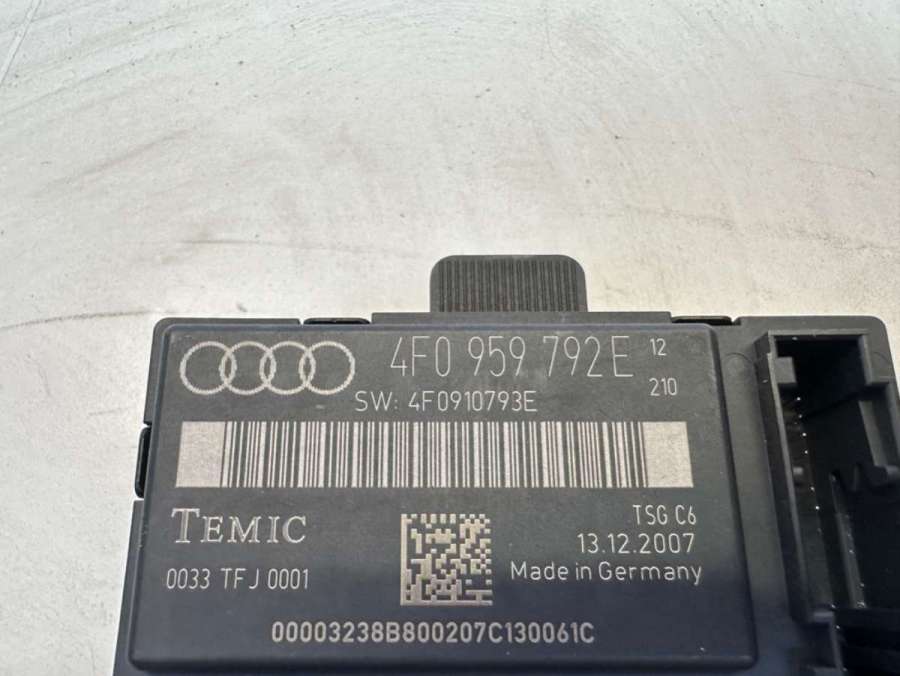 4F0 959 792E 12
210
SW: 4F0910793E
TEMIC
TSG C6
13.12.2007
0033 TFJ 0001
Made in Germany
00003238B800207C130061C